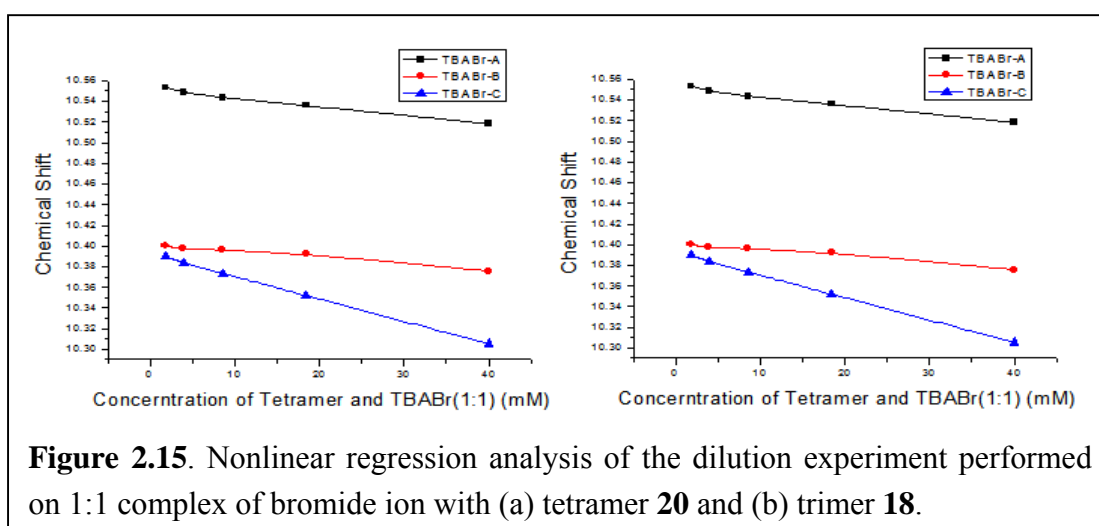 TBABr-A
TBABr-B
TBABr-C
10.56
10.54
10.52
10.50
10.48
10.46
10.44
10.42
10.40
10.38
10.36
10.34
10.32
10.30
Chemical Shift
0 10 20 30 40
Concerntration of Tetramer and TBABr(1:1) (mM)
TBABr-A
TBABr-B
TBABr-C
10.56
10.54
10.52
10.50
10.48
10.46
10.44
10.42
10.40
10.38
10.36
10.34
10.32
10.30
Chemical Shift
0 10 20 30 40
Concerntration of Tetramer and TBABr(1:1) (mM)
Figure 2.15. Nonlinear regression analysis of the dilution experiment performed
on 1:1 complex of bromide ion with (a) tetramer 20 and (b) trimer 18.